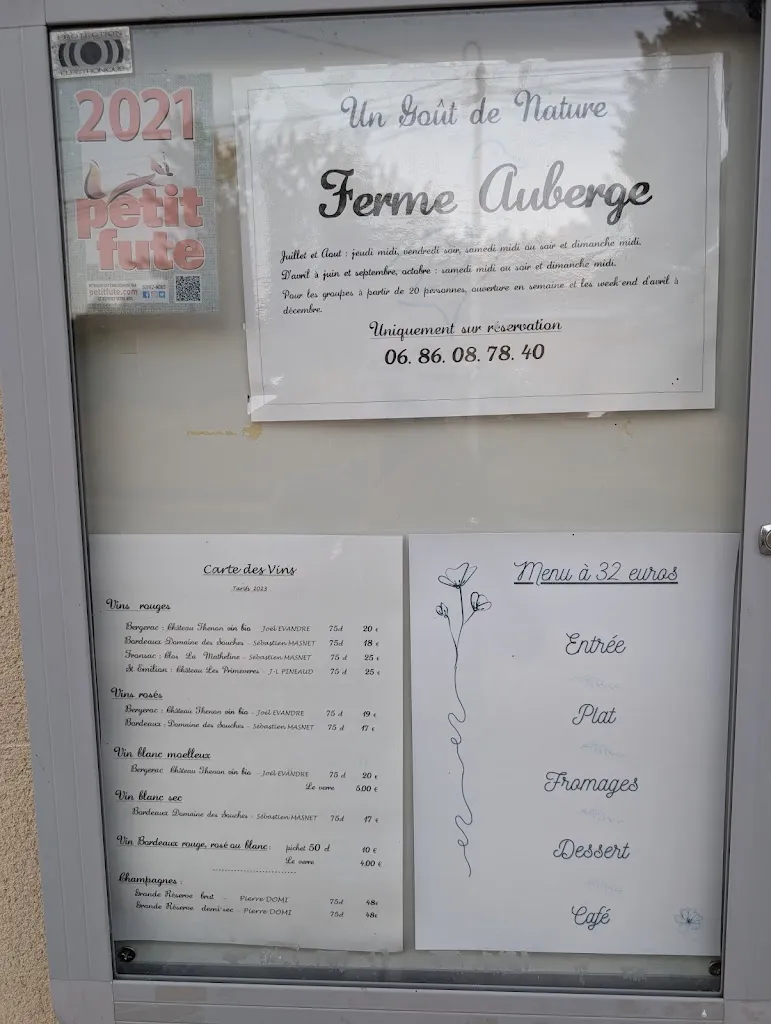 PROTECTION
ELECTRONIQUE
2021
petit
futé
petitfute.com
Un Goût de Nature
Ferme Auberge
Juillet et Aout : jeudi midi, vendredi soir, samedi midi ou soir et dimanche midi.
D'avril à juin et septembre, octobre : samedi midi ou soir et dimanche midi.
Pour les groupes à partir de 20 personnes, ouverture en semaine et les week-end d'avril à
décembre.
Uniquement sur réservation
06. 86. 08. 78. 40
Carte des Vins
Tarifs 2023
Vins rouges
Bergerac : Château Thenon vin bio - Joël EVANDRE 75cl 20 €
Bordeaux Domaine des Souches - Sébastien MASNET 75cl 18 €
Fronsac : Clos La Matheline - Sébastien MASNET 75 cl 25 €
St Emilion : Château Les Primeveres - J-L PINEAUD 75 cl 25 €
Vins rosés
Bergerac : Château Thenon vin bio - Joël EVANDRE 75 cl 19 €
Bordeaux : Domaine des Souches - Sébastien MASNET 75 cl 17 €
Vin blanc moelleux
Bergerac Château Thenon vin bio - Joël EVANDRE 75 cl 20 €
Le verre 5,00 €
Vin blanc sec
Bordeaux Domaine des Souches - Sébastien MASNET 75cl 17 €
Vin Bordeaux rouge, rosé ou blanc : pichet 50 cl 10 €
Le verre 4,00 €
Champagnes :
Grande Réserve brut - Pierre DOMI 75cl 48€
Grande Réserve demi-sec - Pierre DOMI 75cl 48€
Menu à 32 euros
Entrée
Plat
Fromages
Dessert
Café